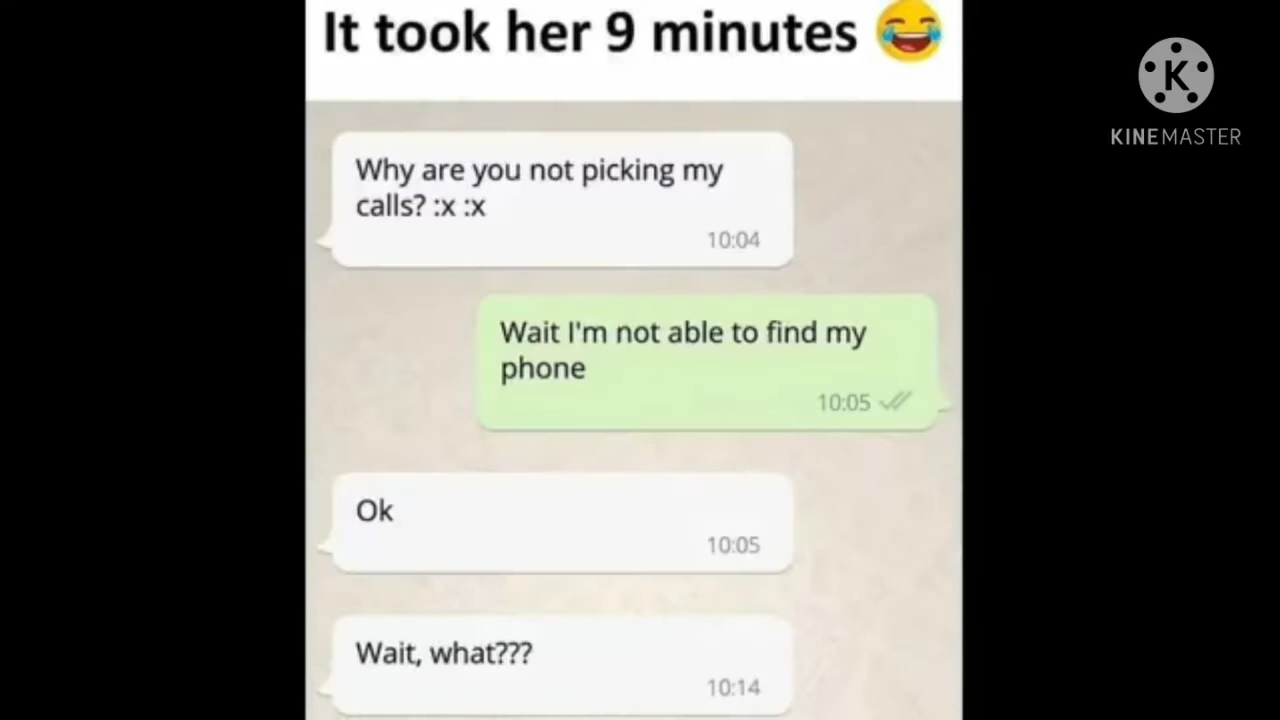 It took her 9 minutes 😂
K
KINEMASTER
Why are you not picking my
calls? :x :x
10:04
Wait I'm not able to find my
phone
10:05
Ok
10:05
Wait, what???
10:14